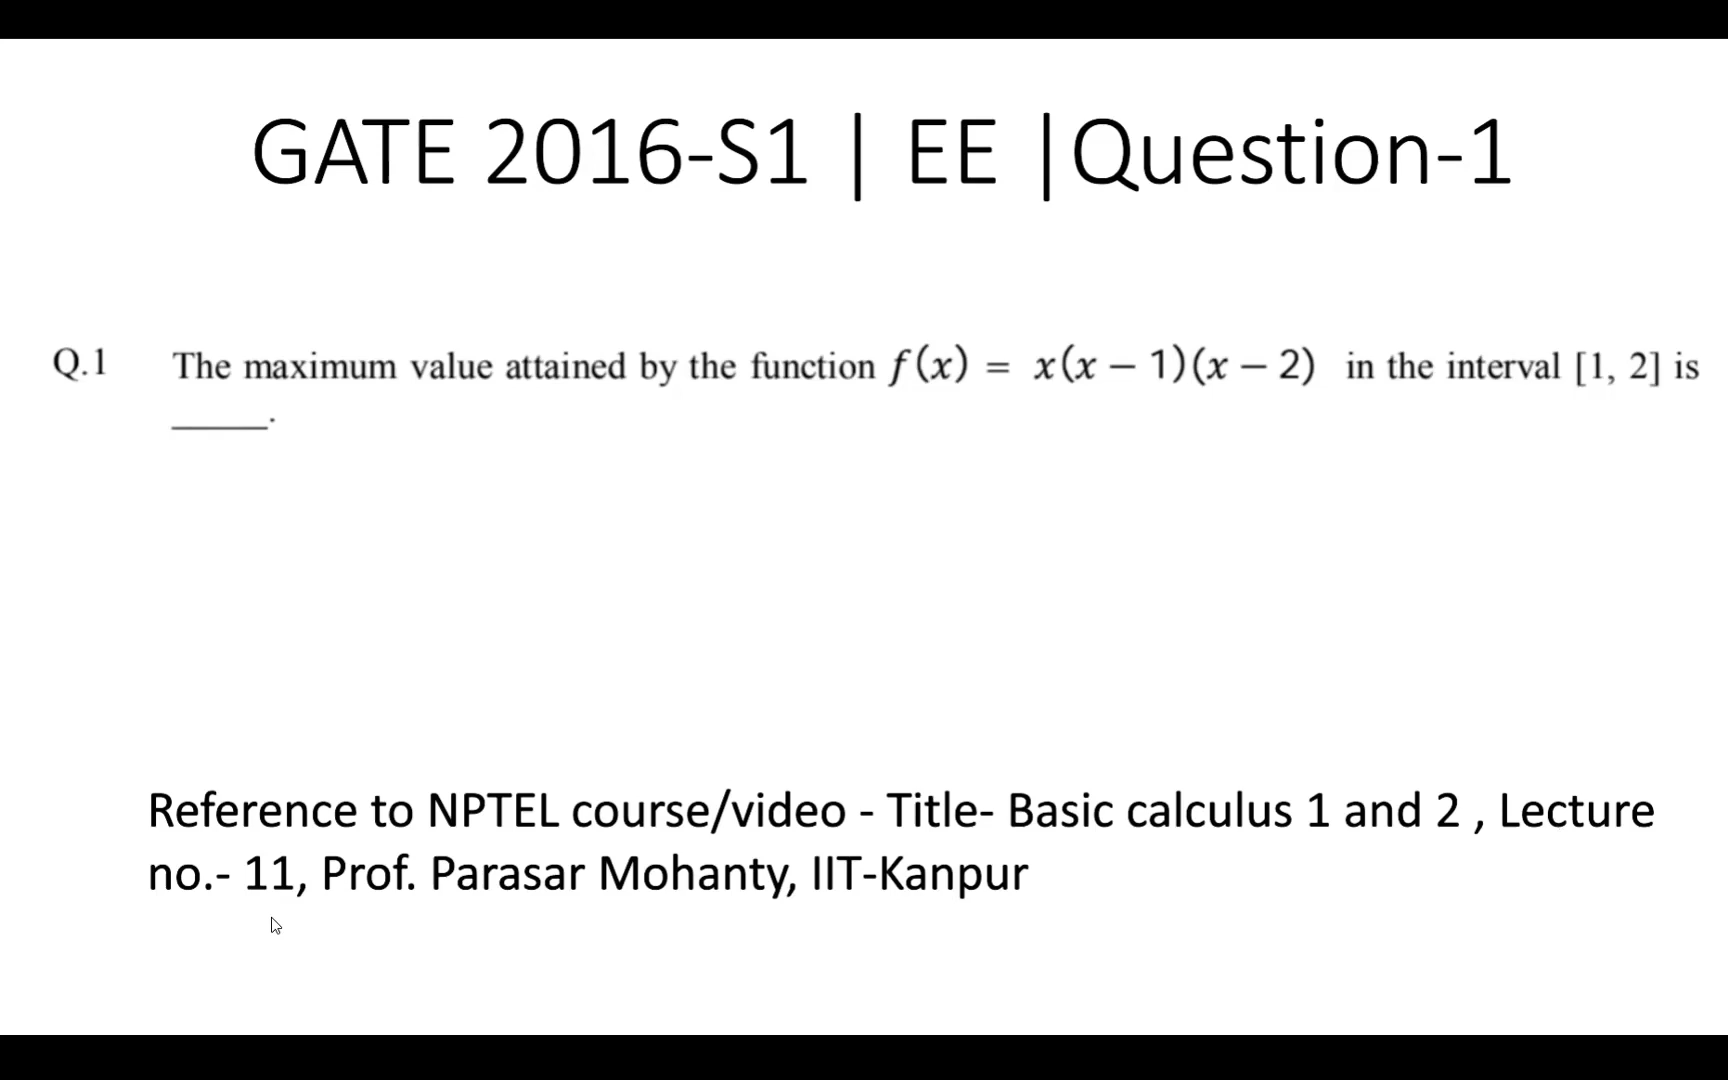 GATE 2016-S1 | EE |Question-1
Q.1 The maximum value attained by the function f(x) = x(x − 1)(x − 2) in the interval [1, 2] is
_____.
Reference to NPTEL course/video - Title- Basic calculus 1 and 2 , Lecture
no.- 11, Prof. Parasar Mohanty, IIT-Kanpur